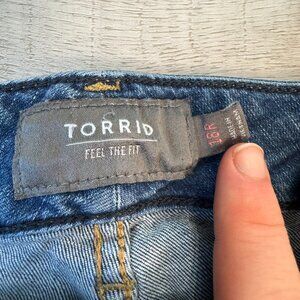 TORRID
FEEL THE FIT
18R